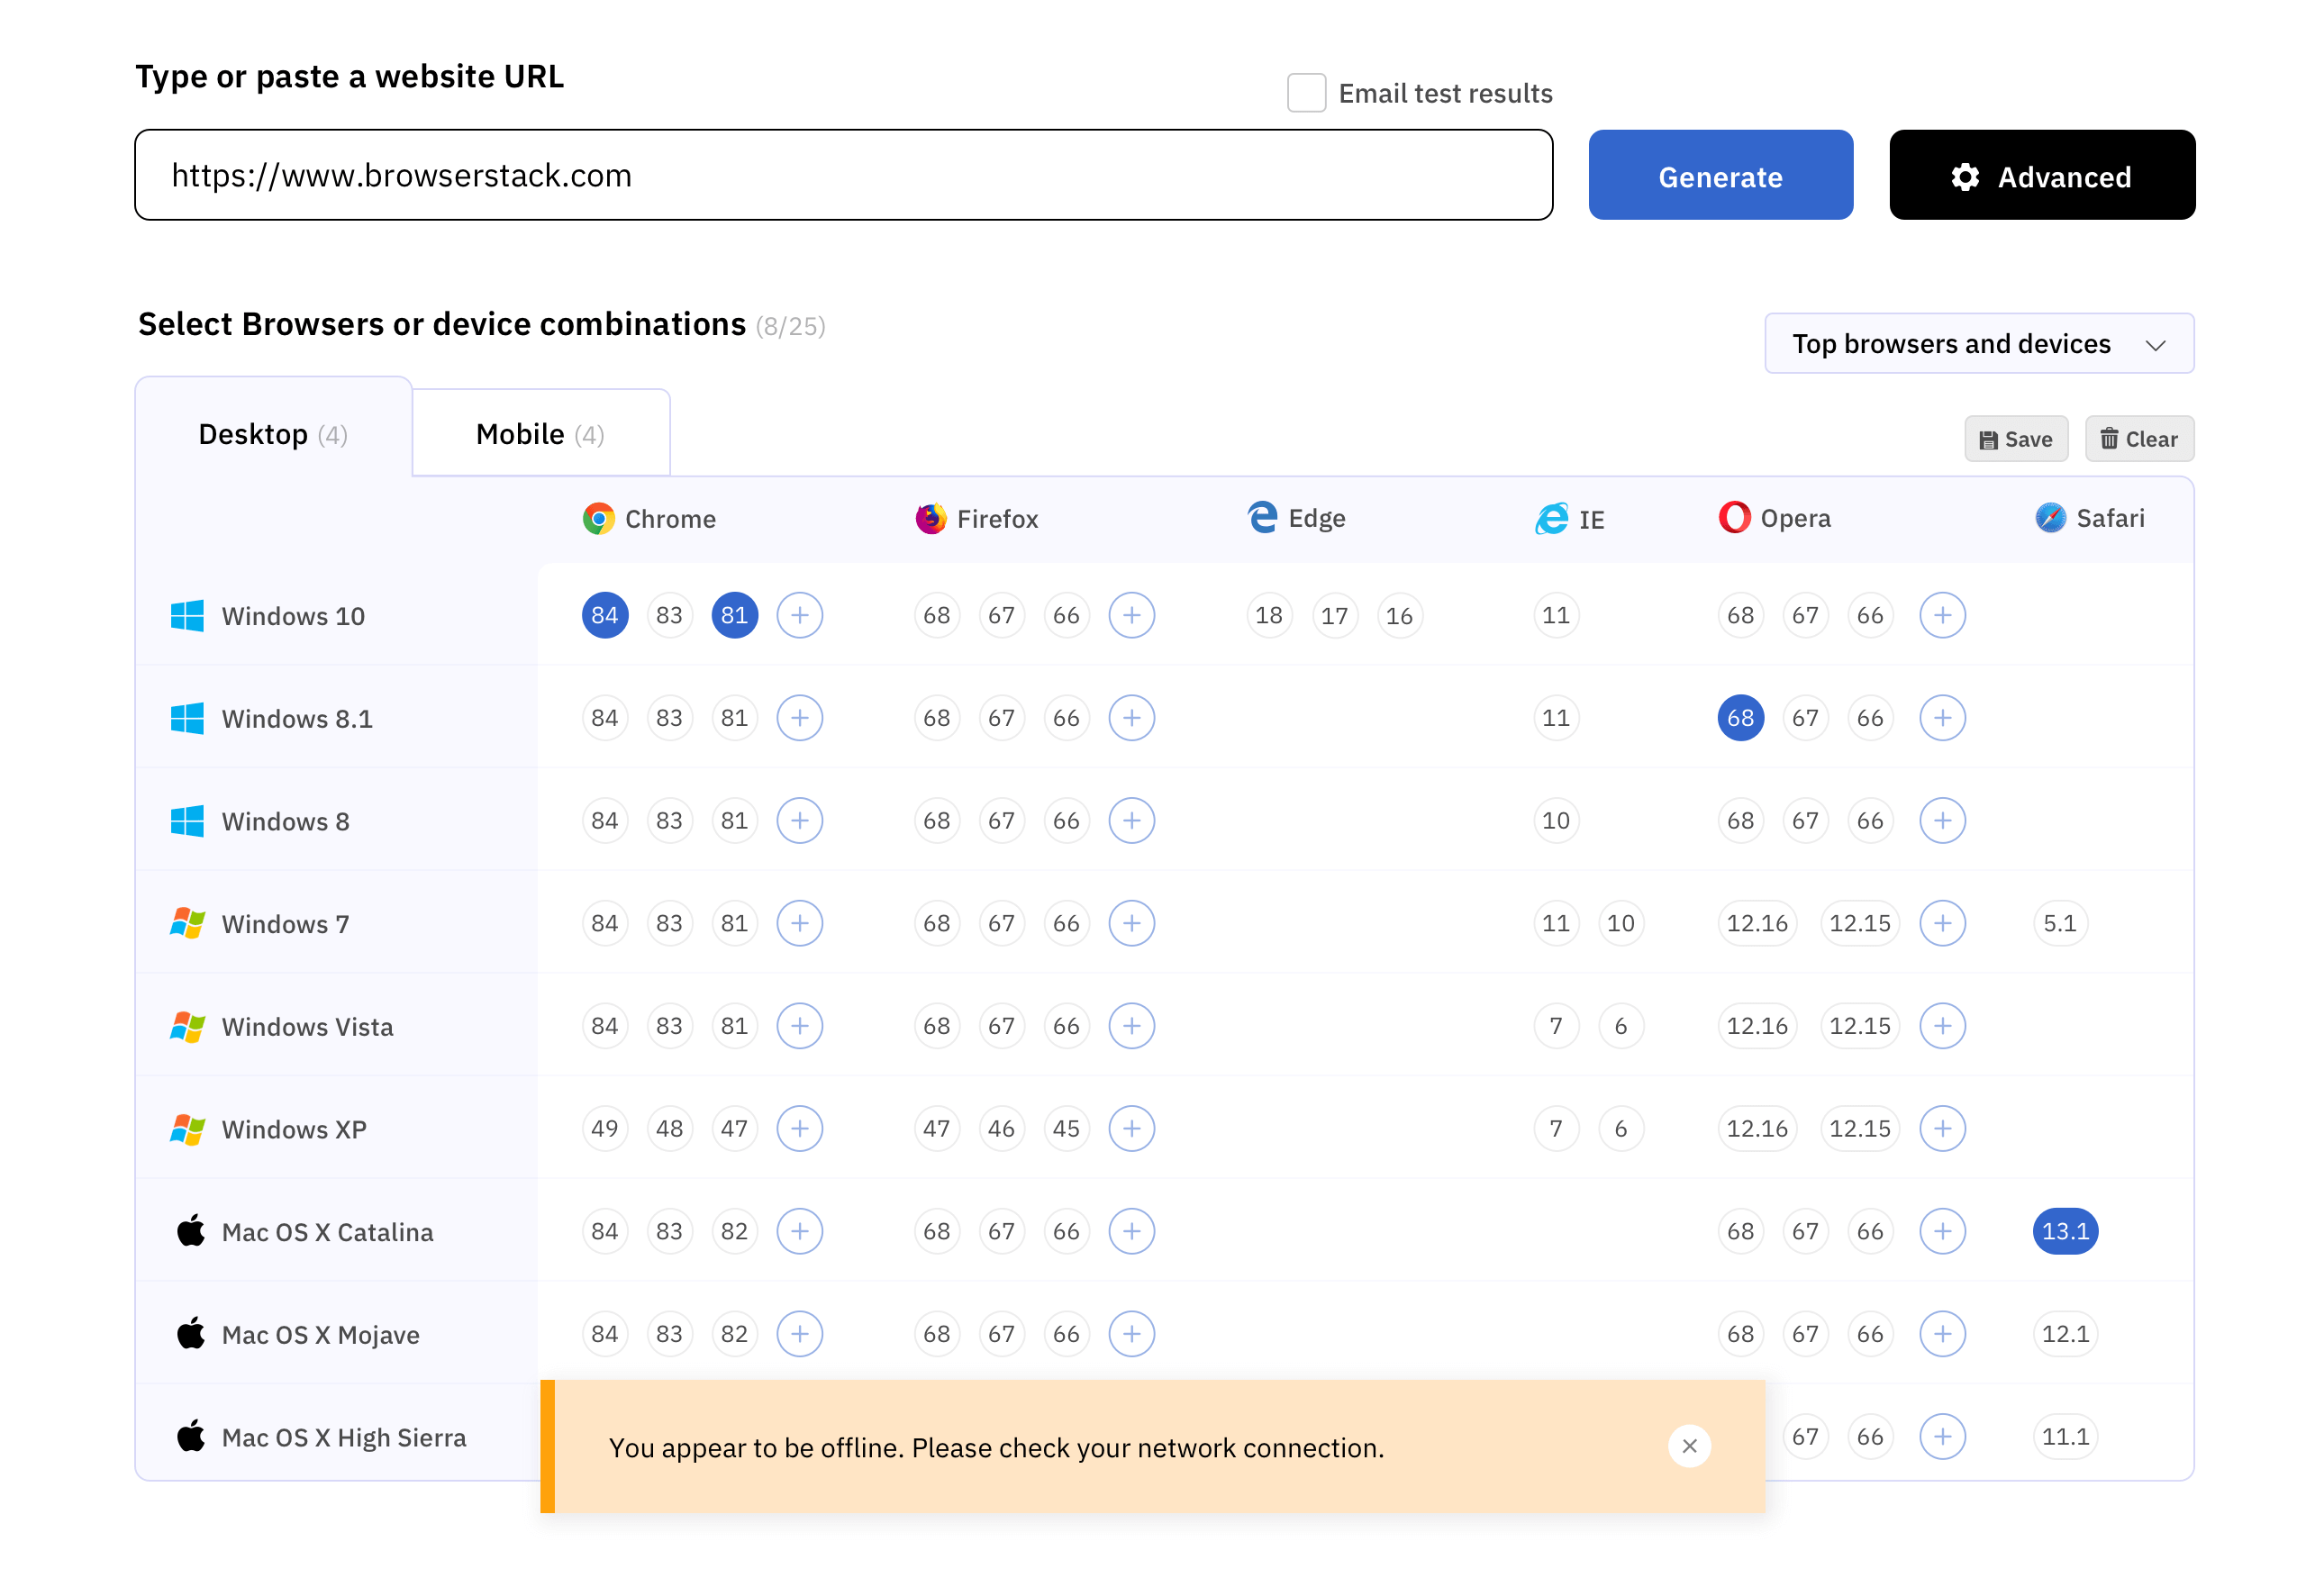 Type or paste a website URL
Email test results
https://www.browserstack.com
Generate
Advanced
Select Browsers or device combinations (8/25)
Top browsers and devices
Desktop (4)
Mobile (4)
Save
Clear
Chrome Firefox Edge IE Opera Safari
Windows 10 84 83 81 + 68 67 66 + 18 17 16 11 68 67 66 +
Windows 8.1 84 83 81 + 68 67 66 + 11 68 67 66 +
Windows 8 84 83 81 + 68 67 66 + 10 68 67 66 +
Windows 7 84 83 81 + 68 67 66 + 11 10 12.16 12.15 + 5.1
Windows Vista 84 83 81 + 68 67 66 + 7 6 12.16 12.15 +
Windows XP 49 48 47 + 47 46 45 + 7 6 12.16 12.15 +
Mac OS X Catalina 84 83 82 + 68 67 66 + 68 67 66 + 13.1
Mac OS X Mojave 84 83 82 + 68 67 66 + 68 67 66 + 12.1
Mac OS X High Sierra 67 66 + 11.1
You appear to be offline. Please check your network connection.